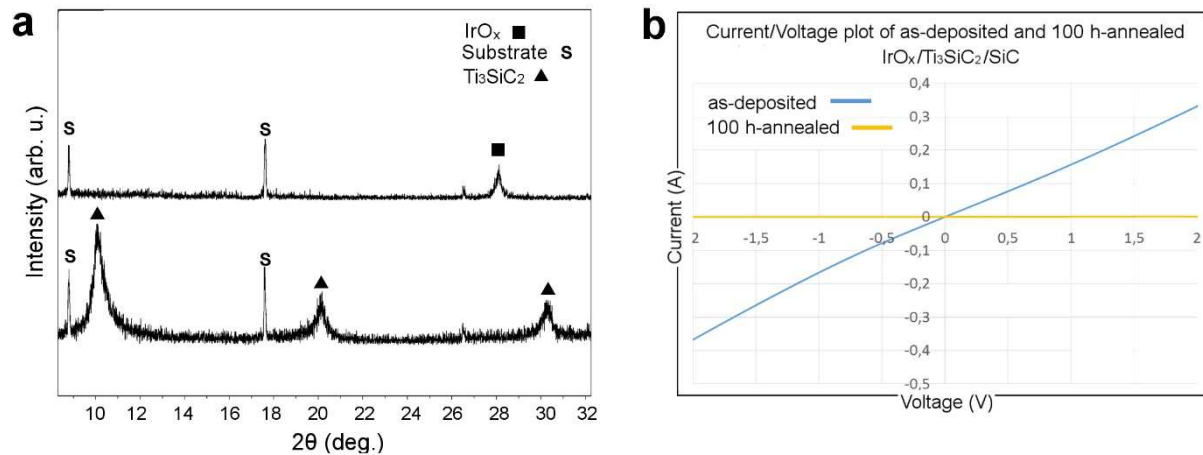 a
IrOₓ ■
Substrate S
Ti₃SiC₂ ▲
S
S
S
S
Intensity (arb. u.)
10 12 14 16 18 20 22 24 26 28 30 32
2θ (deg.)
b
Current/Voltage plot of as-deposited and 100 h-annealed
IrOₓ/Ti₃SiC₂/SiC
as-deposited
100 h-annealed
0,4
0,3
0,2
0,1
0
-0,1
-0,2
-0,3
-0,4
-0,5
-2 -1,5 -1 -0,5 0 0,5 1 1,5 2
Current (A)
Voltage (V)